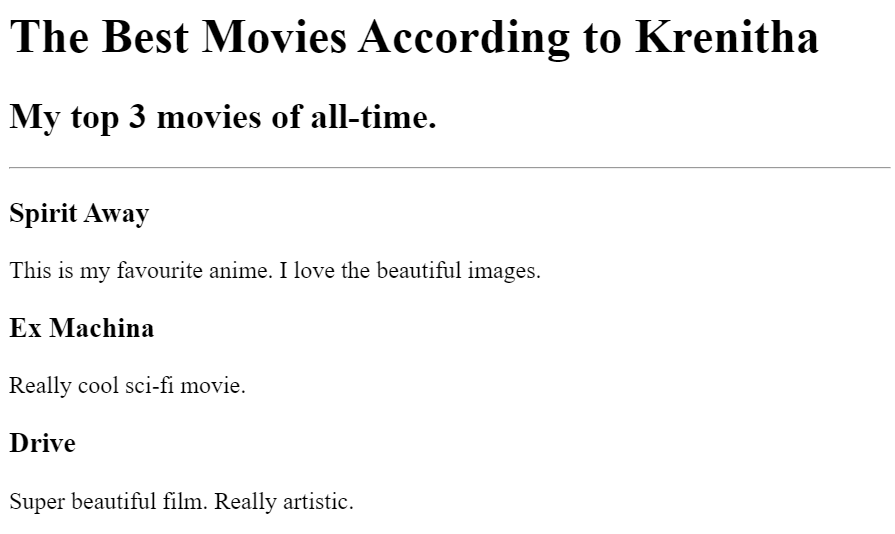 The Best Movies According to Krenitha
My top 3 movies of all-time.
Spirit Away
This is my favourite anime. I love the beautiful images.
Ex Machina
Really cool sci-fi movie.
Drive
Super beautiful film. Really artistic.